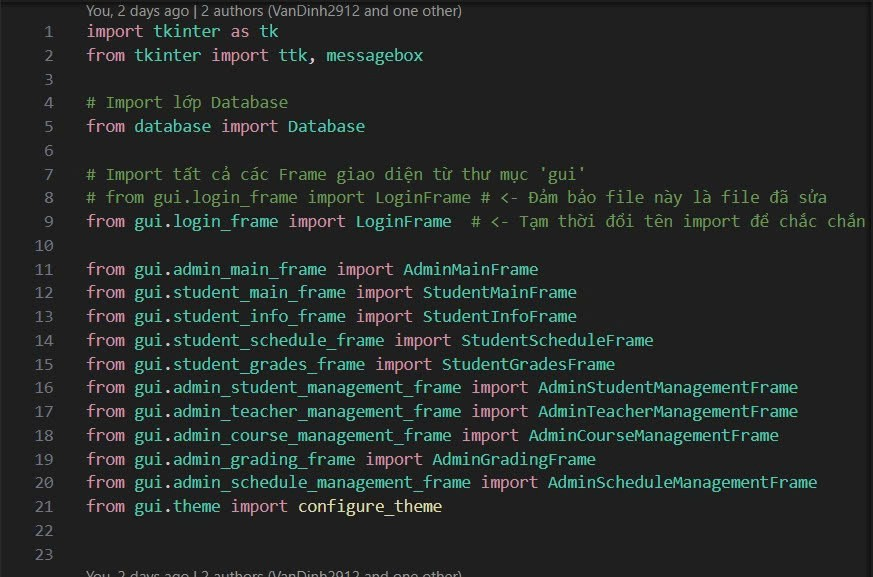 You, 2 days ago | 2 authors (VanDinh2912 and one other)
1 import tkinter as tk
2 from tkinter import ttk, messagebox
3
4 # Import lớp Database
5 from database import Database
6
7 # Import tất cả các Frame giao diện từ thư mục 'gui'
8 # from gui.login_frame import LoginFrame # <- Đảm bảo file này là file đã sửa
9 from gui.login_frame import LoginFrame  # <- Tạm thời đổi tên import để chắc chắn
10
11 from gui.admin_main_frame import AdminMainFrame
12 from gui.student_main_frame import StudentMainFrame
13 from gui.student_info_frame import StudentInfoFrame
14 from gui.student_schedule_frame import StudentScheduleFrame
15 from gui.student_grades_frame import StudentGradesFrame
16 from gui.admin_student_management_frame import AdminStudentManagementFrame
17 from gui.admin_teacher_management_frame import AdminTeacherManagementFrame
18 from gui.admin_course_management_frame import AdminCourseManagementFrame
19 from gui.admin_grading_frame import AdminGradingFrame
20 from gui.admin_schedule_management_frame import AdminScheduleManagementFrame
21 from gui.theme import configure_theme
22
23
You, 2 days ago | 2 authors (VanDinh2912 and one other)